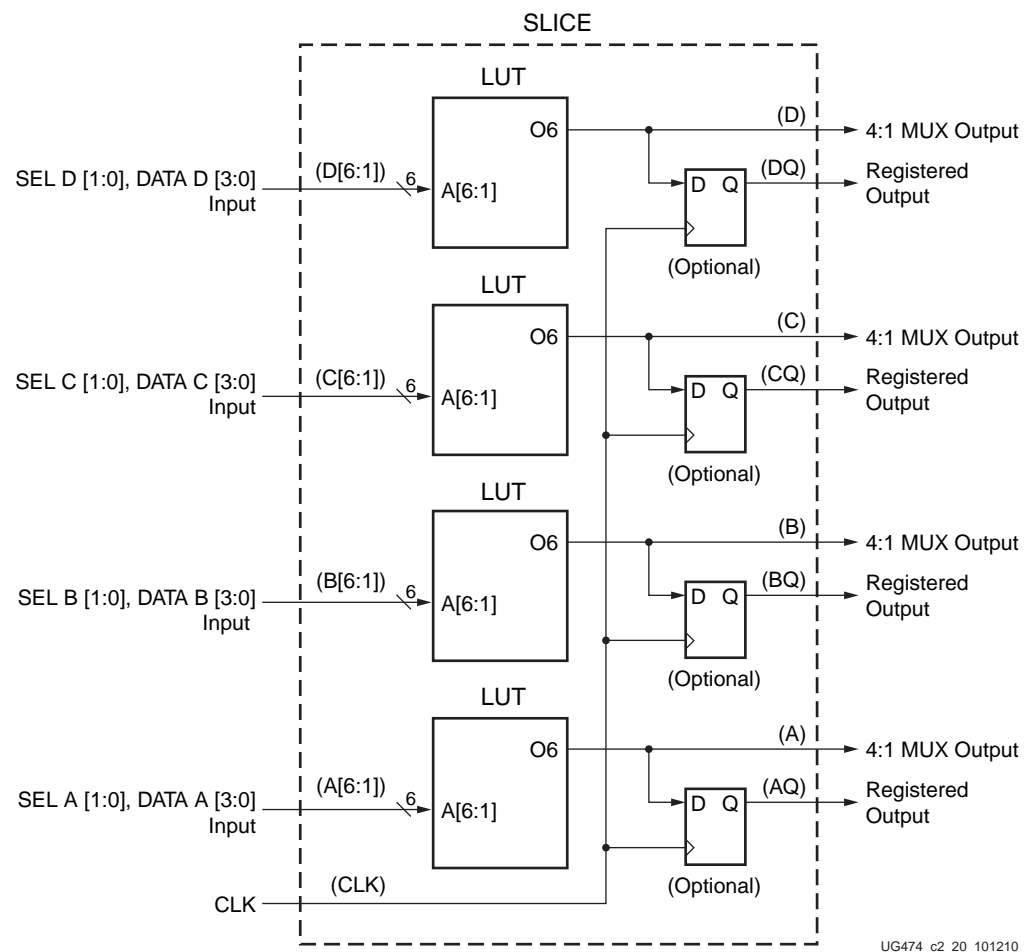 SLICE
LUT
(D)
O6
4:1 MUX Output
SEL D [1:0], DATA D [3:0]
Input
(D[6:1])
6
A[6:1]
D Q
(DQ)
Registered
Output
(Optional)
LUT
(C)
O6
4:1 MUX Output
SEL C [1:0], DATA C [3:0]
Input
(C[6:1])
6
A[6:1]
D Q
(CQ)
Registered
Output
(Optional)
LUT
(B)
O6
4:1 MUX Output
SEL B [1:0], DATA B [3:0]
Input
(B[6:1])
6
A[6:1]
D Q
(BQ)
Registered
Output
(Optional)
LUT
(A)
O6
4:1 MUX Output
SEL A [1:0], DATA A [3:0]
Input
(A[6:1])
6
A[6:1]
D Q
(AQ)
Registered
Output
(Optional)
CLK
(CLK)
UG474_c2_20_101210